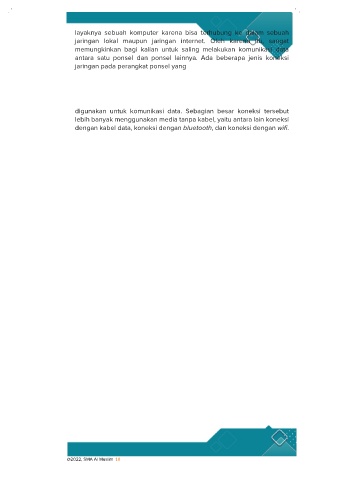 layaknya sebuah komputer karena bisa terhubung ke dalam sebuah
jaringan lokal maupun jaringan internet. Oleh karena itu, sangat
memungkinkan bagi kalian untuk saling melakukan komunikasi data
antara satu ponsel dan ponsel lainnya. Ada beberapa jenis koneksi
jaringan pada perangkat ponsel yang
digunakan untuk komunikasi data. Sebagian besar koneksi tersebut
lebih banyak menggunakan media tanpa kabel, yaitu antara lain koneksi
dengan kabel data, koneksi dengan bluetooth, dan koneksi dengan wifi.
@2022, SMA Al Masoem